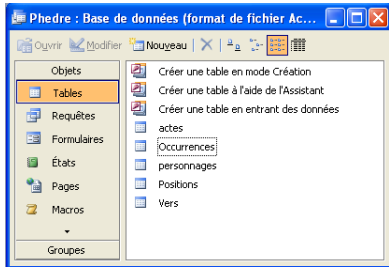 Phedre : Base de données (format de fichier Ac...
Ouvrir Modifier Nouveau
Objets
Tables
Requêtes
Formulaires
États
Pages
Macros
Groupes
Créer une table en mode Création
Créer une table à l'aide de l'Assistant
Créer une table en entrant des données
actes
Occurrences
personnages
Positions
Vers